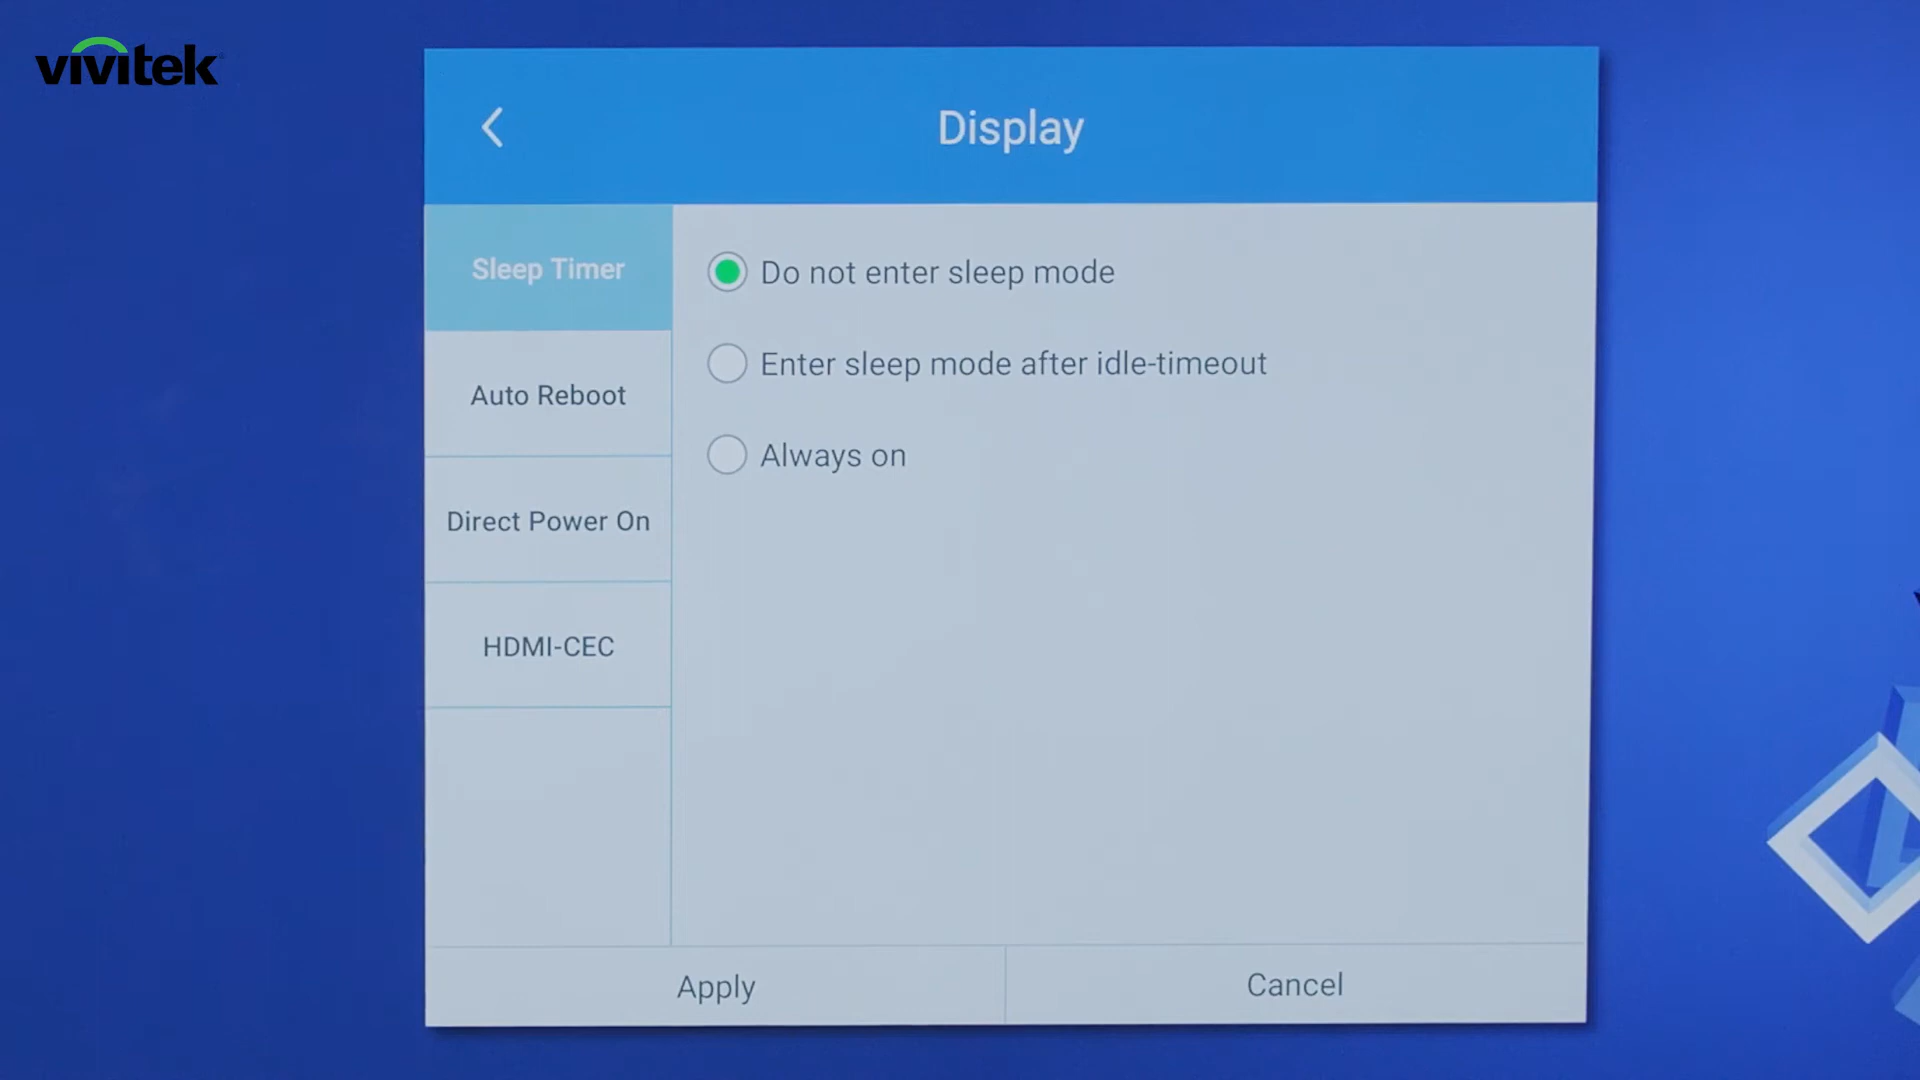 vivitek
Display
Sleep Timer
Do not enter sleep mode
Enter sleep mode after idle-timeout
Always on
Auto Reboot
Direct Power On
HDMI-CEC
Apply
Cancel